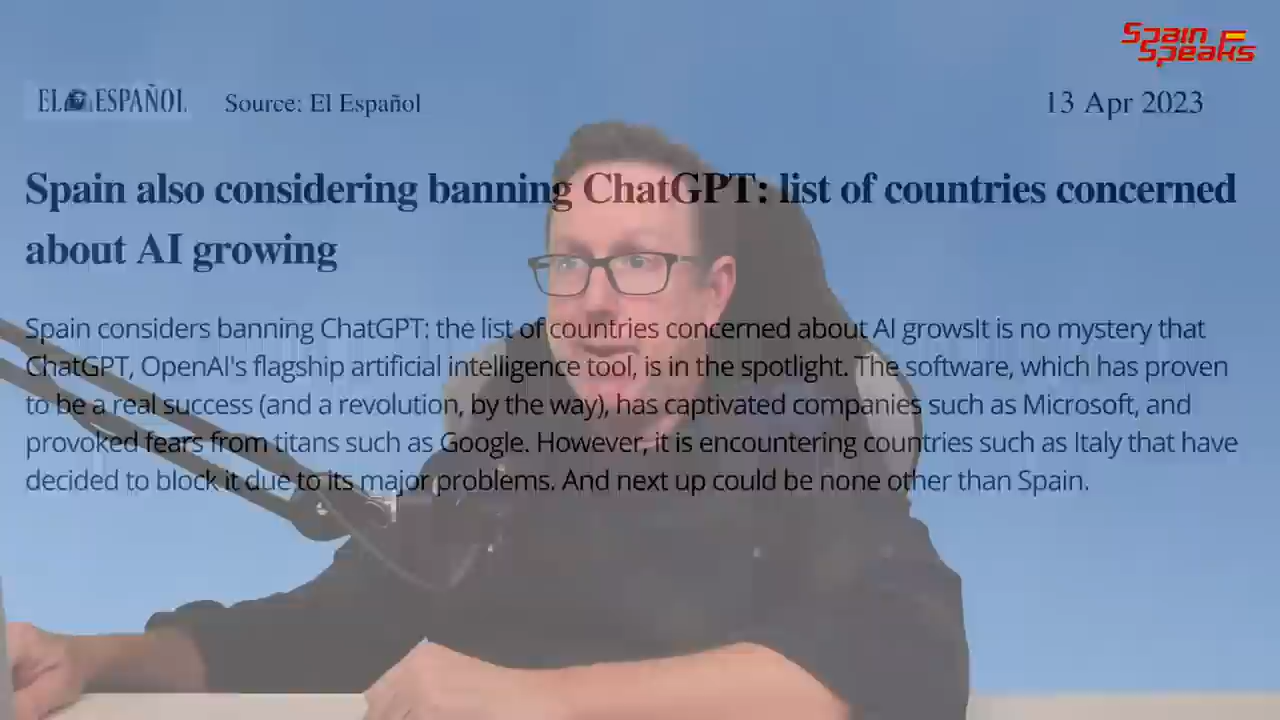 Spain
Speaks
EL ESPAÑOL Source: El Español 13 Apr 2023
Spain also considering banning ChatGPT: list of countries concerned
about AI growing
Spain considers banning ChatGPT: the list of countries concerned about AI growsIt is no mystery that
ChatGPT, OpenAI's flagship artificial intelligence tool, is in the spotlight. The software, which has proven
to be a real success (and a revolution, by the way), has captivated companies such as Microsoft, and
provoked fears from titans such as Google. However, it is encountering countries such as Italy that have
decided to block it due to its major problems. And next up could be none other than Spain.